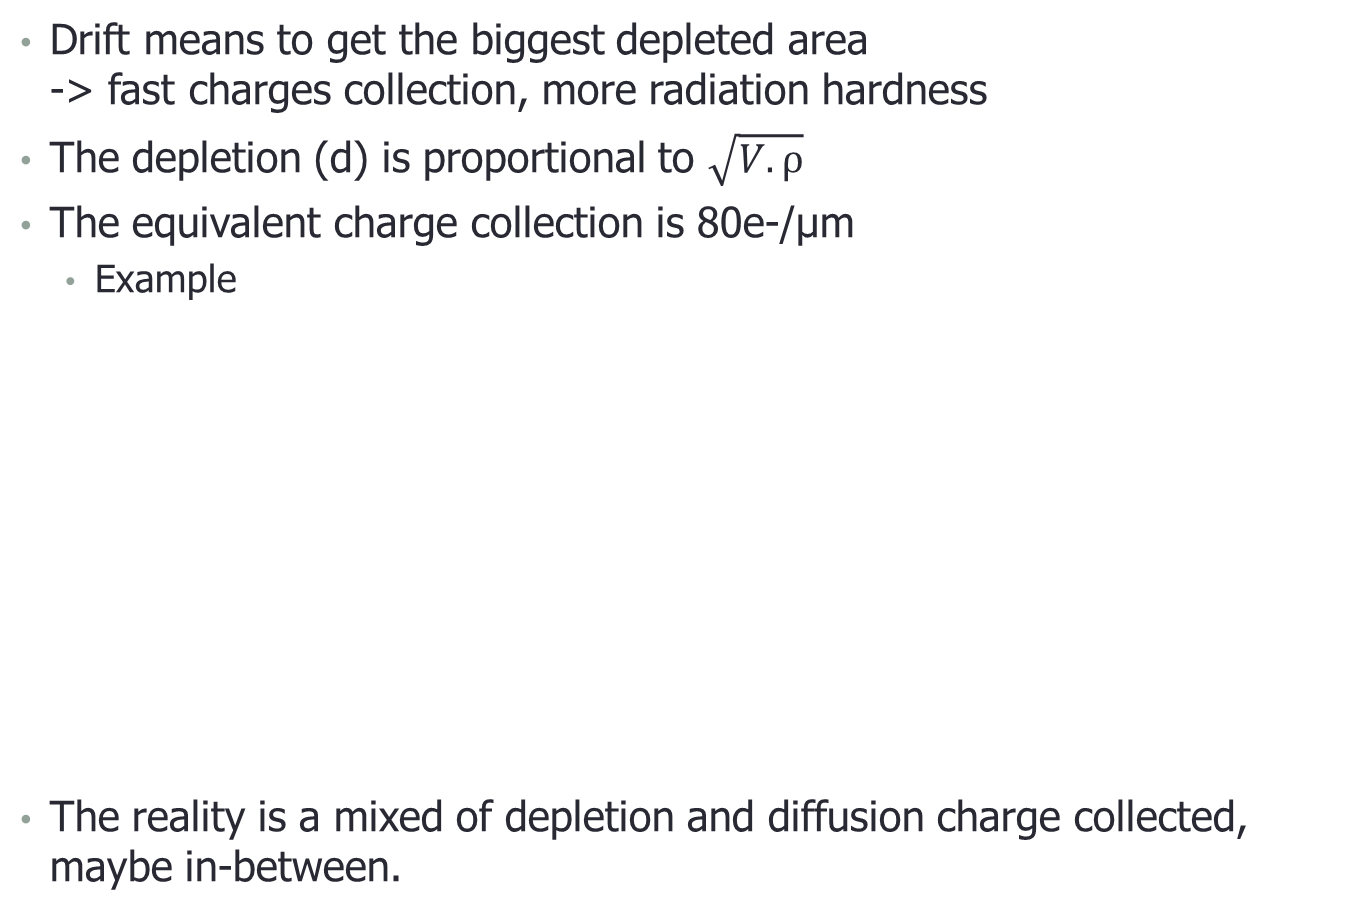 • Drift means to get the biggest depleted area
-> fast charges collection, more radiation hardness
• The depletion (d) is proportional to √V.ρ
• The equivalent charge collection is 80e-/μm
• Example
• The reality is a mixed of depletion and diffusion charge collected,
maybe in-between.